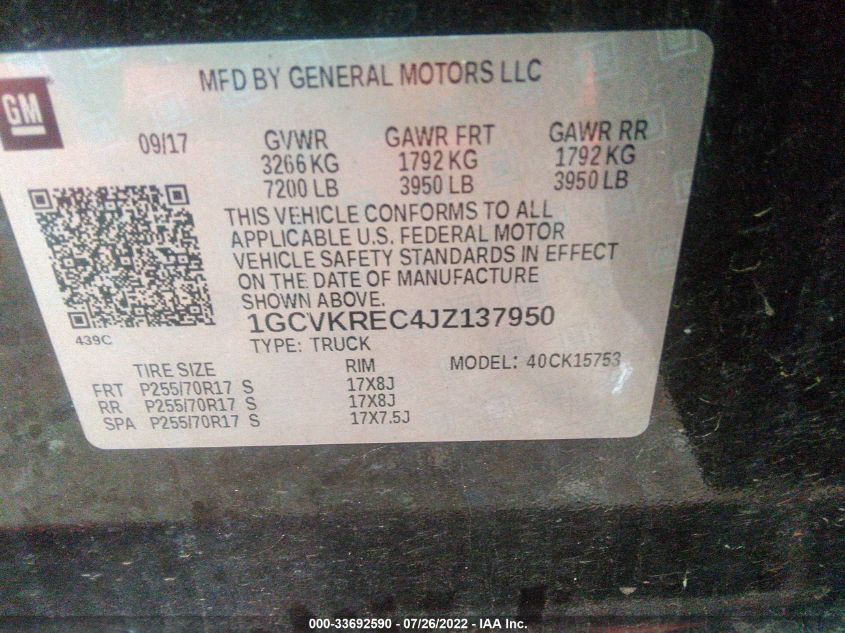 MFD BY GENERAL MOTORS LLC
GM
09/17 GVWR GAWR FRT GAWR RR
3266 KG 1792 KG 1792 KG
7200 LB 3950 LB 3950 LB
THIS VEHICLE CONFORMS TO ALL
APPLICABLE U.S. FEDERAL MOTOR
VEHICLE SAFETY STANDARDS IN EFFECT
ON THE DATE OF MANUFACTURE
SHOWN ABOVE.
439C
1GCVKREC4JZ137950
TYPE: TRUCK
TIRE SIZE RIM MODEL: 40CK15753
FRT P255/70R17 S 17X8J
RR P255/70R17 S 17X8J
SPA P255/70R17 S 17X7.5J
000-33692590 - 07/26/2022 - IAA Inc.